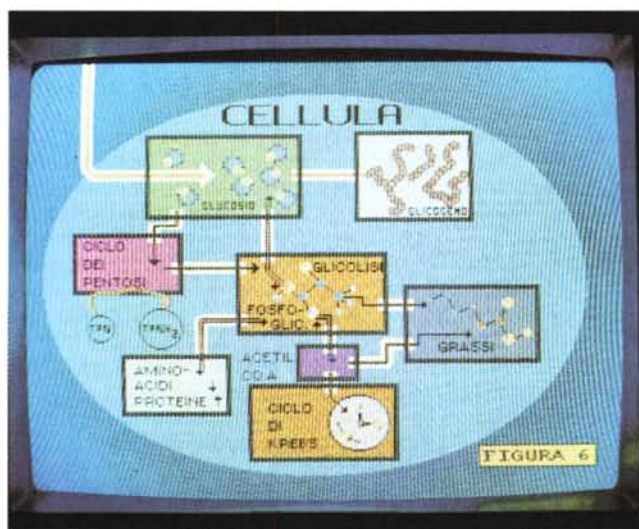 CELLULA
GLUCOSIO
GLICOGENO
CICLO
DEI
PENTOSI
GLICOLISI
FOSFO-
GLIC.
TPN
TPNH2
GRASSI
AMINO-
ACIDI
PROTEINE
ACETIL
CO.A
CICLO
DI
KREBS
FIGURA 6